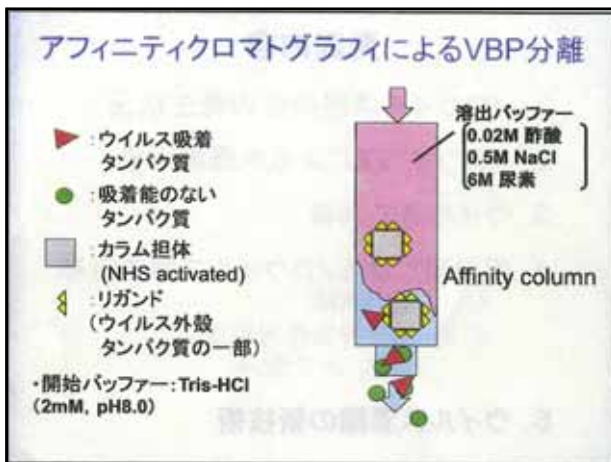 アフィニティクロマトグラフィによるVBP分離
:ウイルス吸着
タンパク質
:吸着能のない
タンパク質
:カラム担体
(NHS activated)
:リガンド
(ウイルス外殻
タンパク質の一部)
・開始バッファー:Tris-HCl
(2mM, pH8.0)
溶出バッファー
0.02M 酢酸
0.5M NaCl
6M 尿素
Affinity column